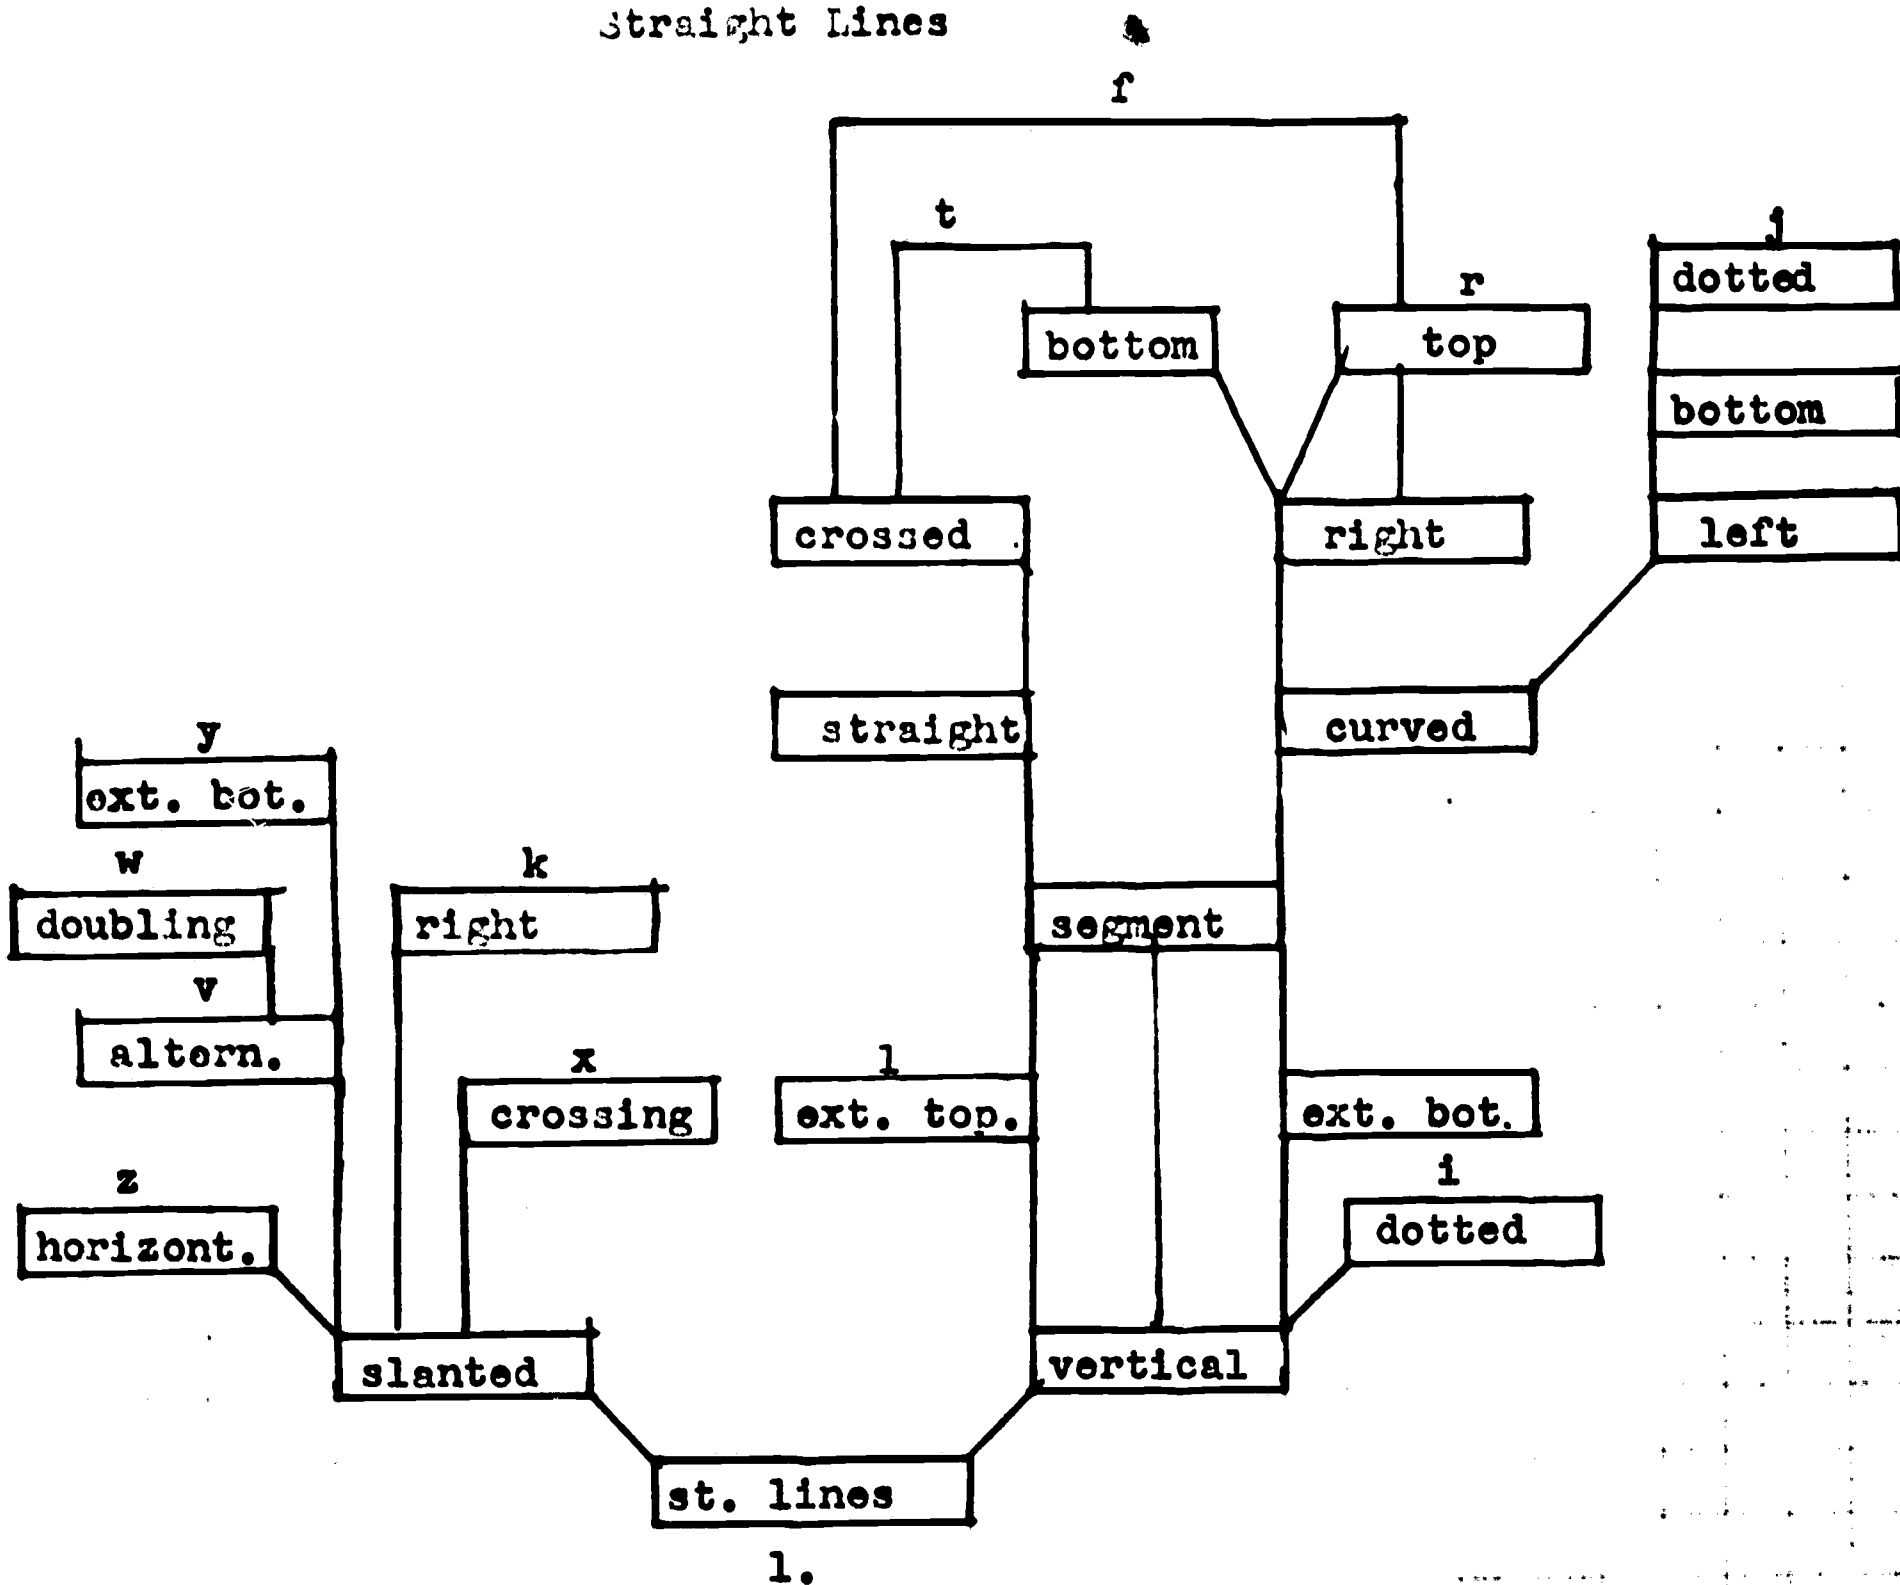 Straight Lines
f
t
j
dotted
r
bottom
top
bottom
crossed
right
left
straight
curved
y
ext. bot.
w
k
doubling
right
segment
v
altern.
x
l
crossing
ext. top.
ext. bot.
z
i
horizont.
dotted
slanted
vertical
st. lines
1.